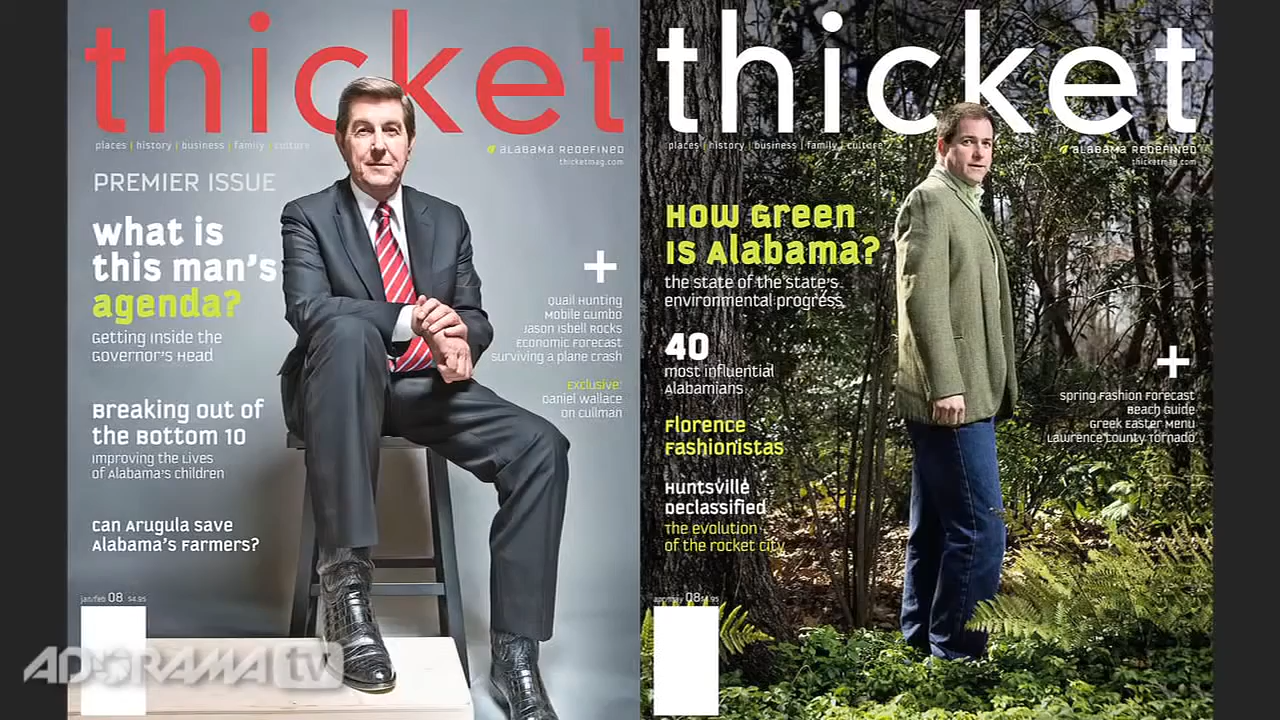 thicket
places | history | business | family | culture
ALABAMA REDEFINED
thicketmag.com
PREMIER ISSUE
what is
this man's
agenda?
Getting inside the
Governor's Head
Breaking out of
the Bottom 10
Improving the Lives
of Alabama's children
Can Arugula Save
Alabama's Farmers?
+
Quail Hunting
Mobile Gumbo
Jason Isbell Rocks
Economic Forecast
Surviving a plane crash
Exclusive:
Daniel Wallace
on Cullman
jan/feb 08 $4.95
ADORAMA TV
thicket
places | history | business | family | culture
ALABAMA REDEFINED
thicketmag.com
How Green
Is Alabama?
the state of the state's
environmental progress
40
most influential
Alabamians
Florence
Fashionistas
Huntsville
Declassified
The evolution
of the rocket city
+
Spring Fashion Forecast
Beach Guide
Greek Easter Menu
Lawrence County Tornado
apr/may 08 $4.95